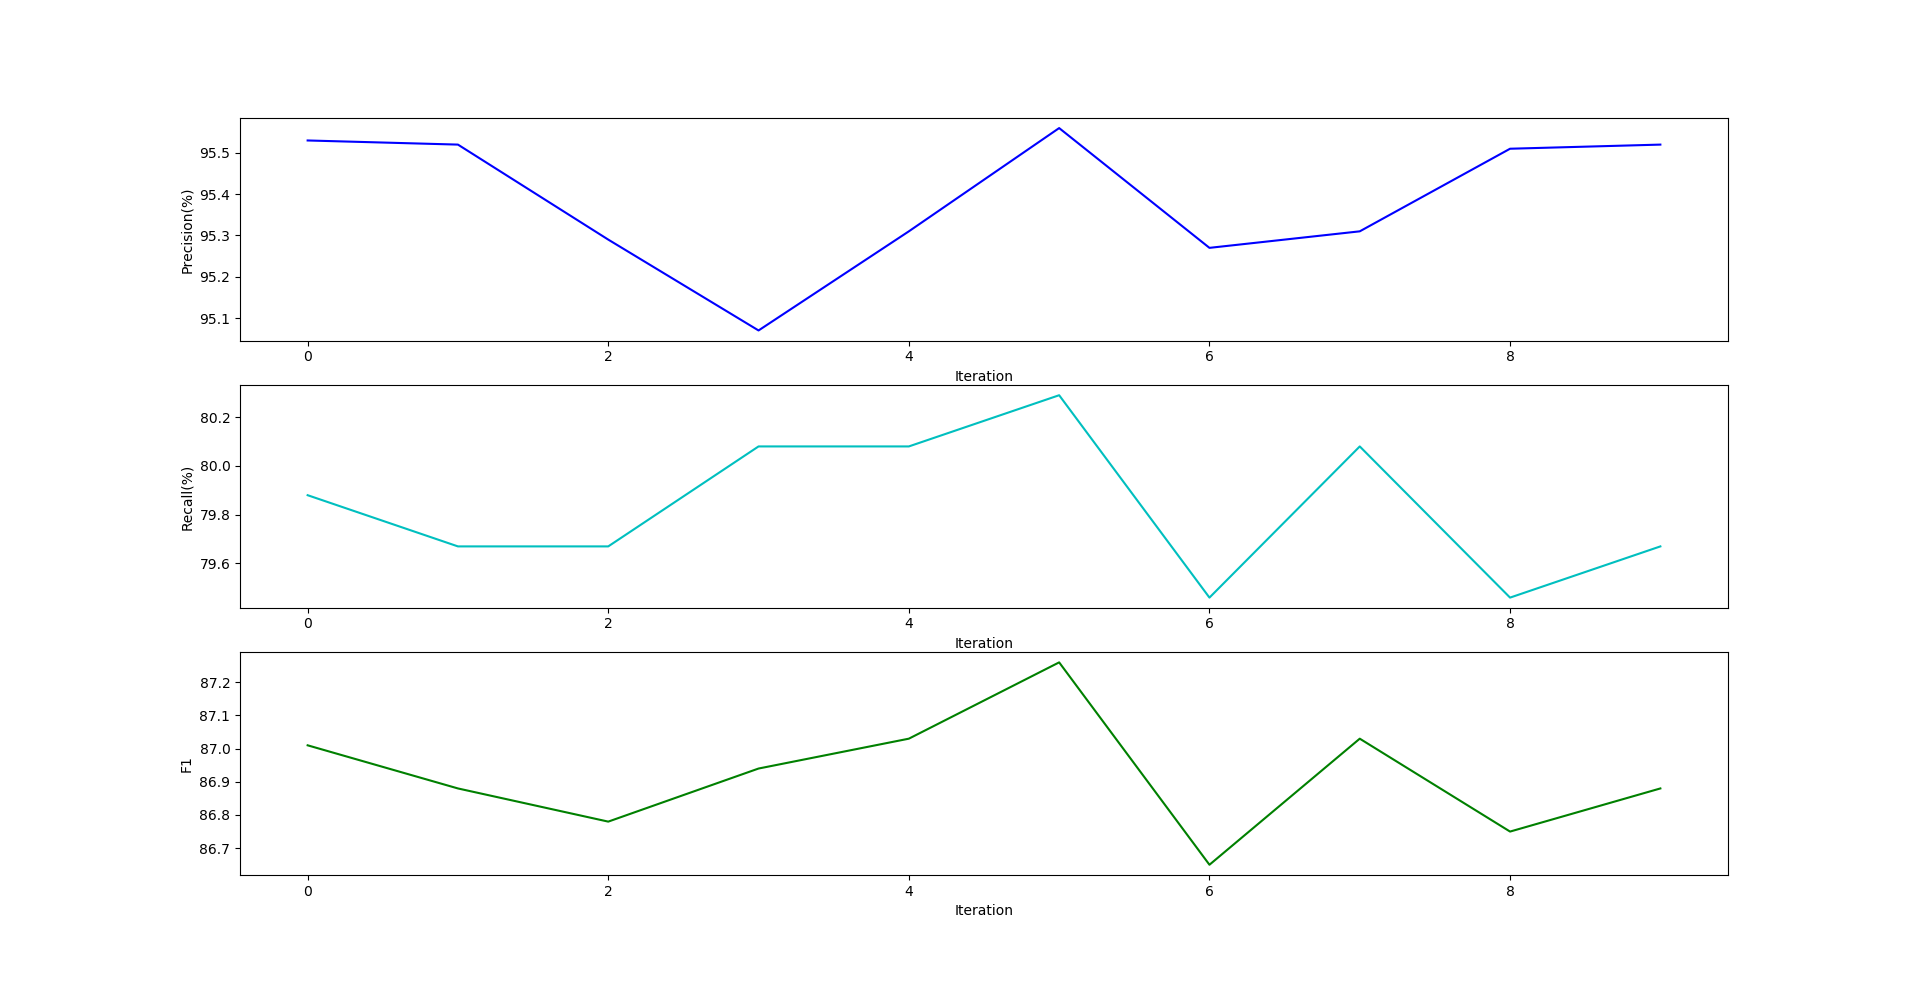 Precision(%)
95.5
95.4
95.3
95.2
95.1
0 2 4 6 8
Iteration
Recall(%)
80.2
80.0
79.8
79.6
0 2 4 6 8
Iteration
F1
87.2
87.1
87.0
86.9
86.8
86.7
0 2 4 6 8
Iteration